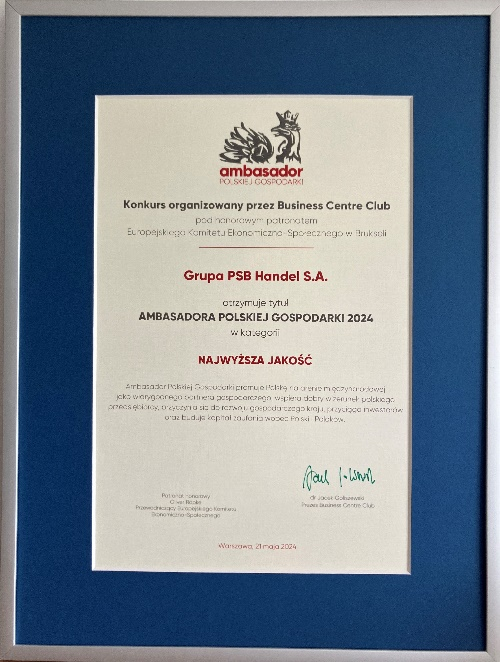 ambasador
POLSKIEJ GOSPODARKI
Konkurs organizowany przez Business Centre Club
pod honorowym patronatem
Europejskiego Komitetu Ekonomiczno-Społecznego w Brukseli
Grupa PSB Handel S.A.
otrzymuje tytuł
AMBASADORA POLSKIEJ GOSPODARKI 2024
w kategorii
NAJWYŻSZA JAKOŚĆ
Ambasador Polskiej Gospodarki promuje Polskę na arenie międzynarodowej
jako wiarygodnego partnera gospodarczego, wspiera dobry wizerunek polskiego
przedsiębiorcy, przyczynia się do rozwoju gospodarczego kraju, przyciąga inwestorów
oraz buduje kapitał zaufania wobec Polski i Polaków.
Patronat honorowy
Oliver Röpke
Przewodniczący Europejskiego Komitetu
Ekonomiczno-Społecznego
dr Jacek Goliszewski
Prezes Business Centre Club
Warszawa, 21 maja 2024